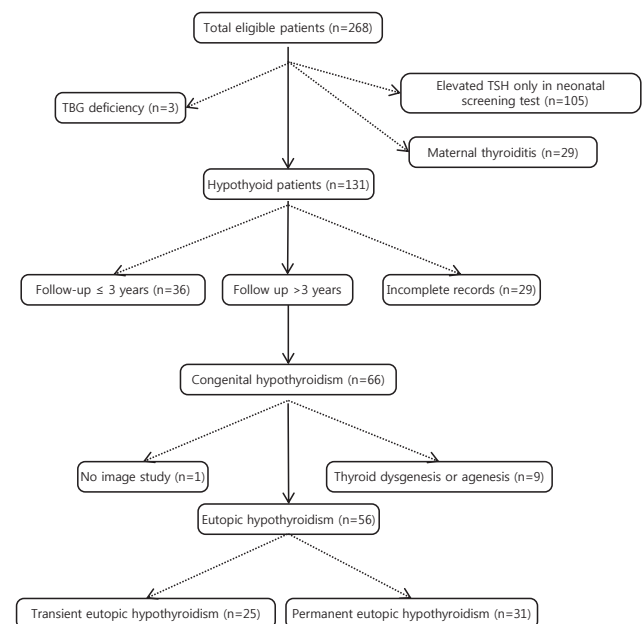 Total eligible patients (n=268)
Elevated TSH only in neonatal
screening test (n=105)
TBG deficiency (n=3)
Maternal thyroiditis (n=29)
Hypothyoid patients (n=131)
Follow-up ≤ 3 years (n=36)
Follow up >3 years
Incomplete records (n=29)
Congenital hypothyroidism (n=66)
No image study (n=1)
Thyroid dysgenesis or agenesis (n=9)
Eutopic hypothyroidism (n=56)
Transient eutopic hypothyroidism (n=25)
Permanent eutopic hypothyroidism (n=31)